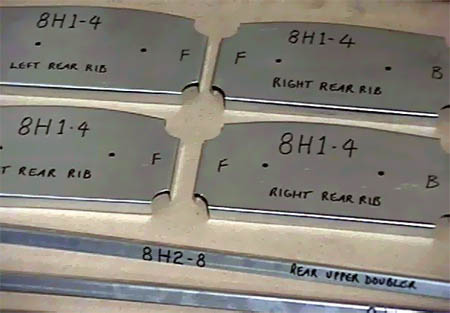 8H1-4
F
LEFT REAR RIB
8H1-4
F
B
RIGHT REAR RIB
8H1-4
F
T REAR RIB
8H1-4
F
B
RIGHT REAR RIB
8H2-8
REAR UPPER DOUBLER